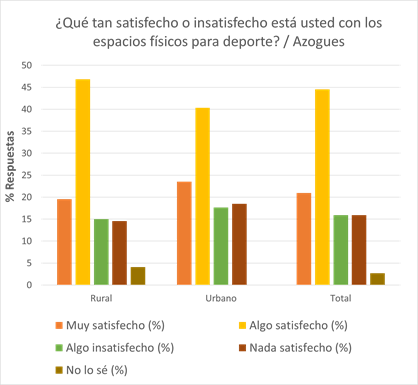 ¿Qué tan satisfecho o insatisfecho está usted con los
espacios físicos para deporte? / Azogues
% Respuestas
50
45
40
35
30
25
20
15
10
5
0
Rural Urbano Total
Muy satisfecho (%) Algo satisfecho (%)
Algo insatisfecho (%) Nada satisfecho (%)
No lo sé (%)